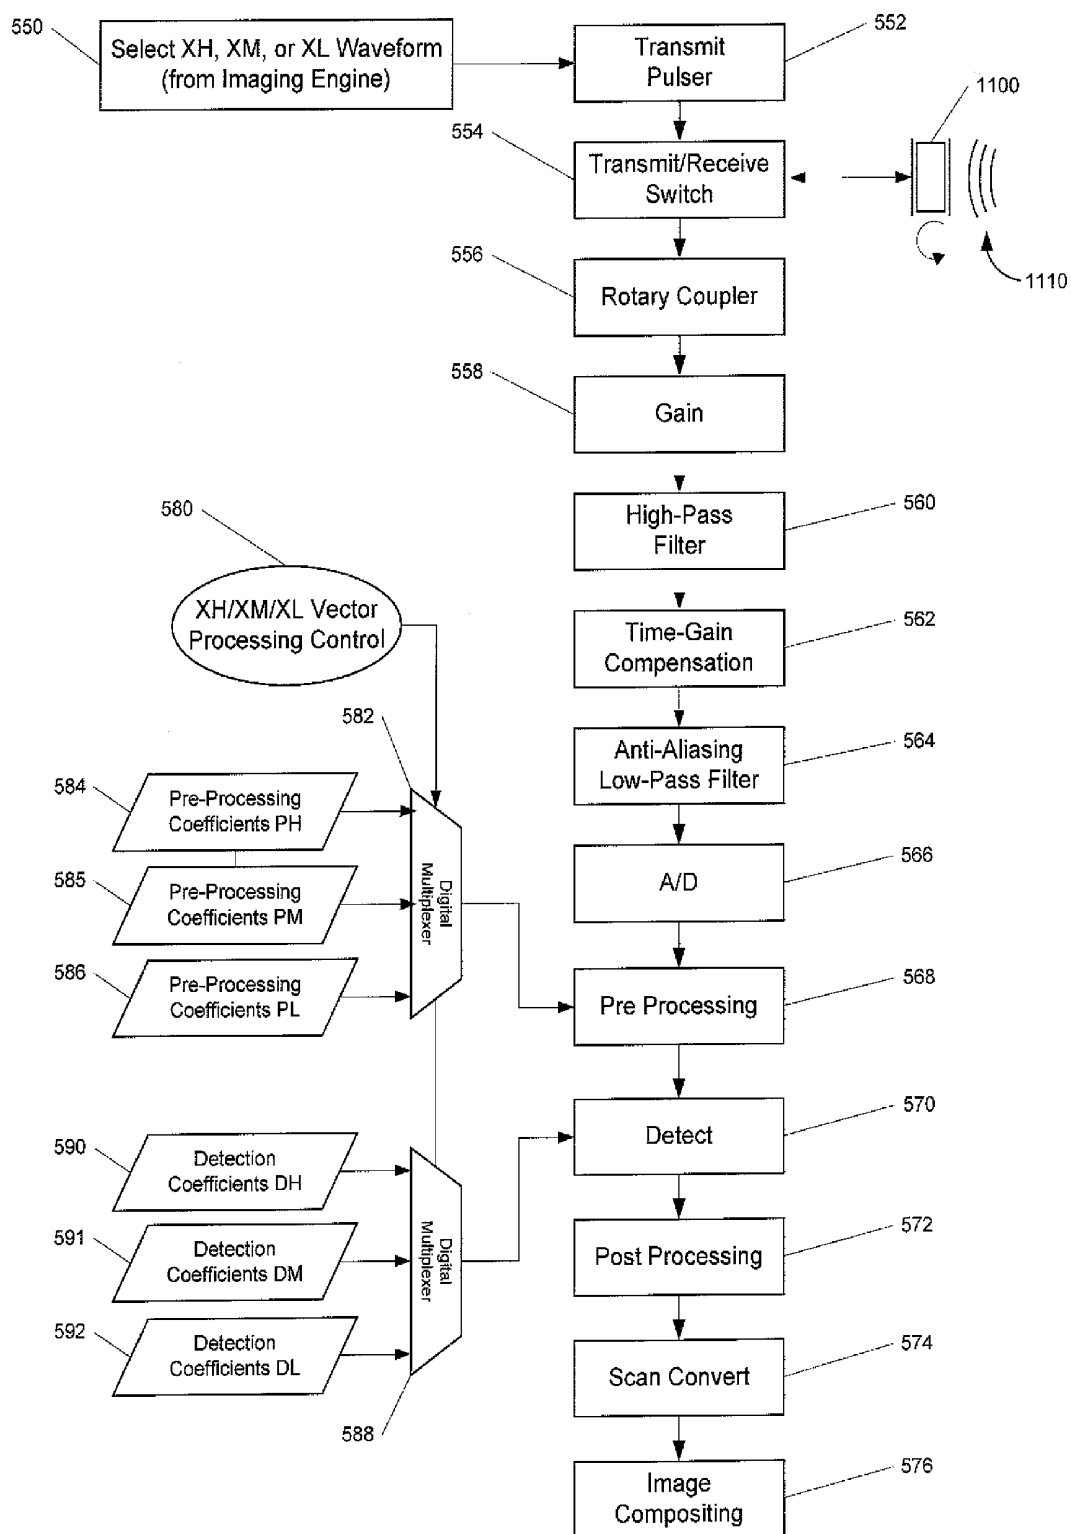 550
Select XH, XM, or XL Waveform
(from Imaging Engine)
552
Transmit
Pulser
554
Transmit/Receive
Switch
1100
1110
556
Rotary Coupler
558
Gain
560
High-Pass
Filter
580
XH/XM/XL Vector
Processing Control
562
Time-Gain
Compensation
582
564
Anti-Aliasing
Low-Pass Filter
584
Pre-Processing
Coefficients PH
585
Pre-Processing
Coefficients PM
586
Pre-Processing
Coefficients PL
Digital
Multiplexer
566
A/D
568
Pre Processing
570
Detect
590
Detection
Coefficients DH
591
Detection
Coefficients DM
592
Detection
Coefficients DL
Digital
Multiplexer
588
572
Post Processing
574
Scan Convert
576
Image
Compositing